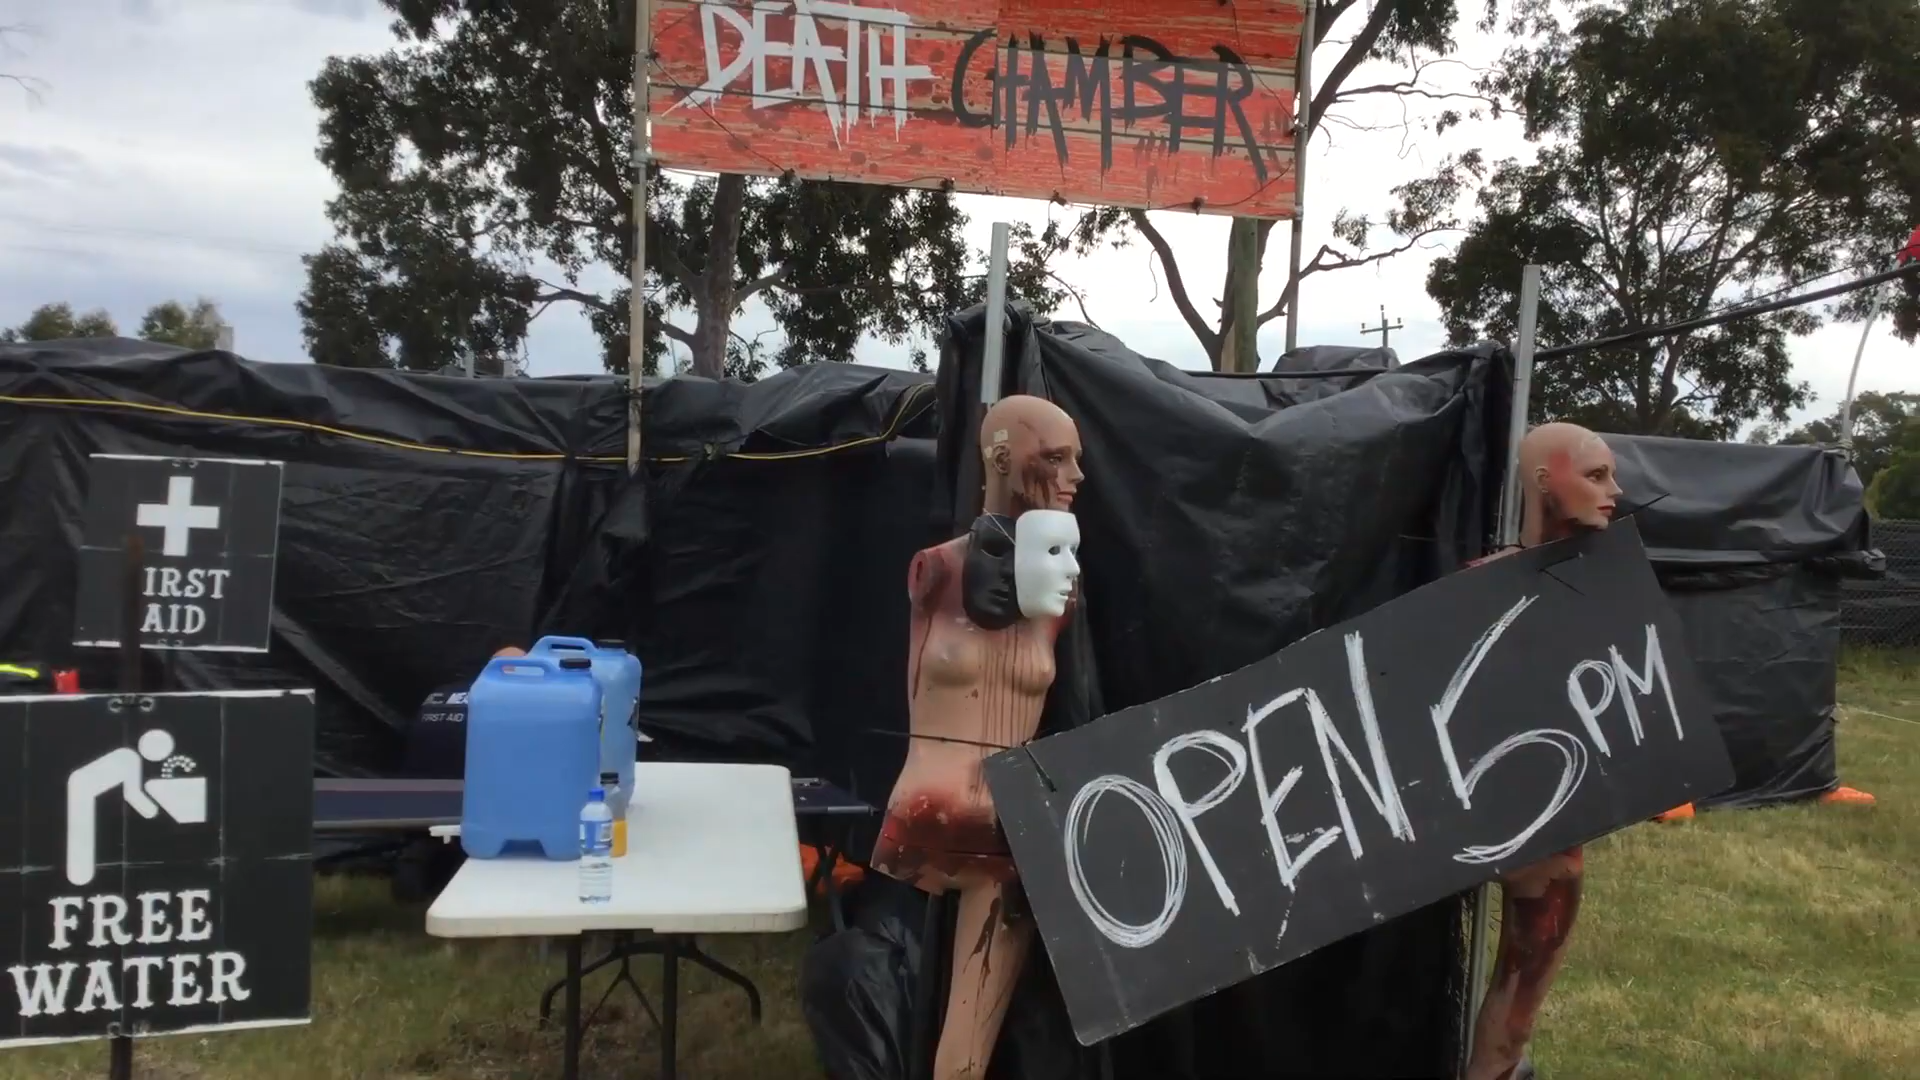 DEATH CHAMBER
IRST
AID
FIRST AID
FREE
WATER
OPEN 5PM